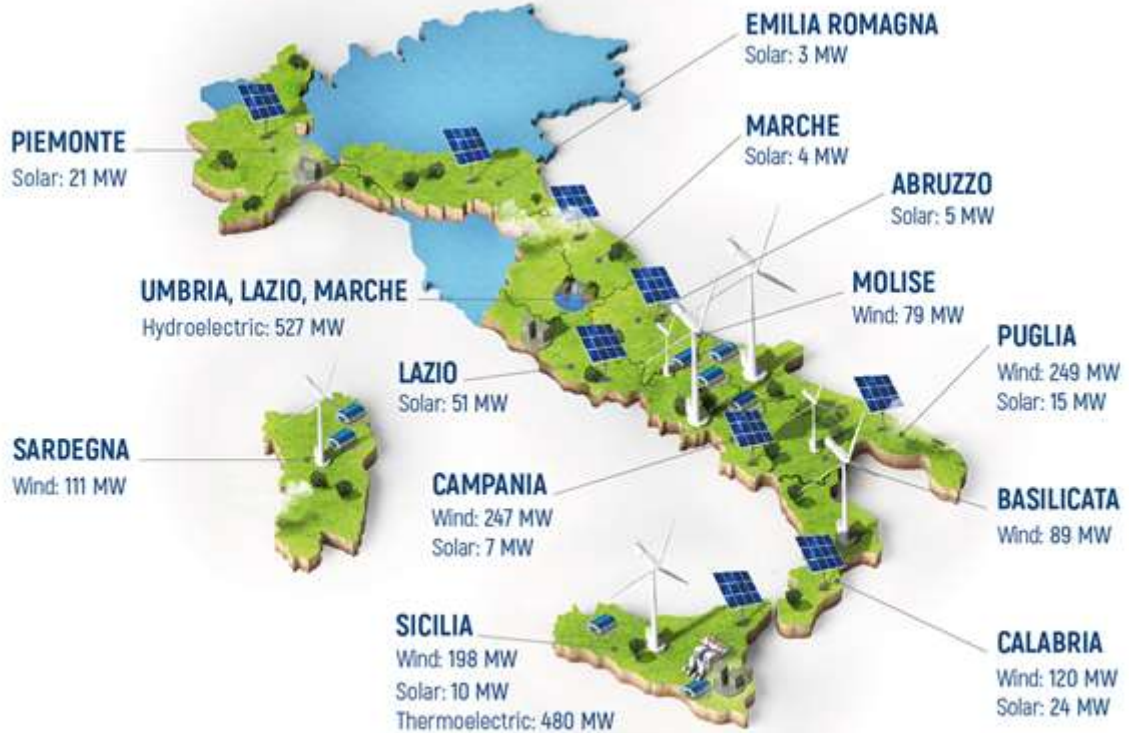 EMILIA ROMAGNA
Solar: 3 MW
MARCHE
Solar: 4 MW
PIEMONTE
Solar: 21 MW
ABRUZZO
Solar: 5 MW
UMBRIA, LAZIO, MARCHE
Hydroelectric: 527 MW
MOLISE
Wind: 79 MW
PUGLIA
Wind: 249 MW
Solar: 15 MW
LAZIO
Solar: 51 MW
SARDEGNA
Wind: 111 MW
CAMPANIA
Wind: 247 MW
Solar: 7 MW
BASILICATA
Wind: 89 MW
SICILIA
Wind: 198 MW
Solar: 10 MW
Thermoelectric: 480 MW
CALABRIA
Wind: 120 MW
Solar: 24 MW